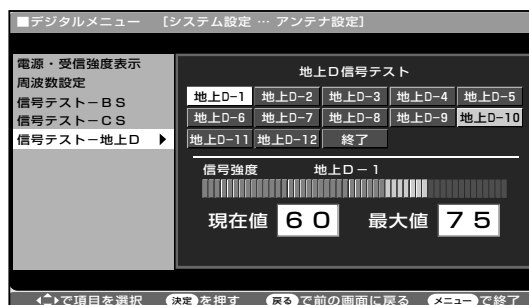 ■デジタルメニュー ［システム設定 … アンテナ設定］
電源・受信強度表示
周波数設定
信号テスト－ＢＳ
信号テスト－ＣＳ
信号テスト－地上Ｄ
地上Ｄ信号テスト
地上D-1 地上D-2 地上D-3 地上D-4 地上D-5
地上D-6 地上D-7 地上D-8 地上D-9 地上D-10
地上D-11 地上D-12 終了
信号強度 地上Ｄ－１
現在値 ６０ 最大値 ７５
で項目を選択 決定を押す 戻るで前の画面に戻る メニューで終了